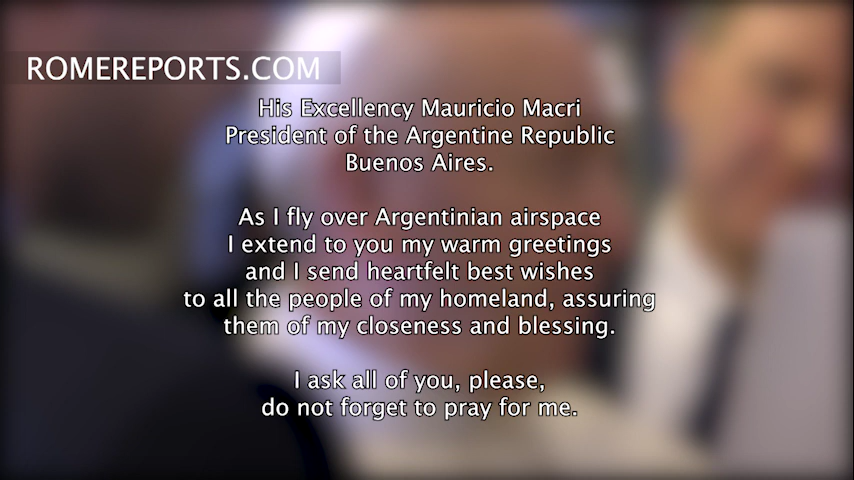 ROMEREPORTS.COM
His Excellency Mauricio Macri
President of the Argentine Republic
Buenos Aires.
As I fly over Argentinian airspace
I extend to you my warm greetings
and I send heartfelt best wishes
to all the people of my homeland, assuring
them of my closeness and blessing.
I ask all of you, please,
do not forget to pray for me.